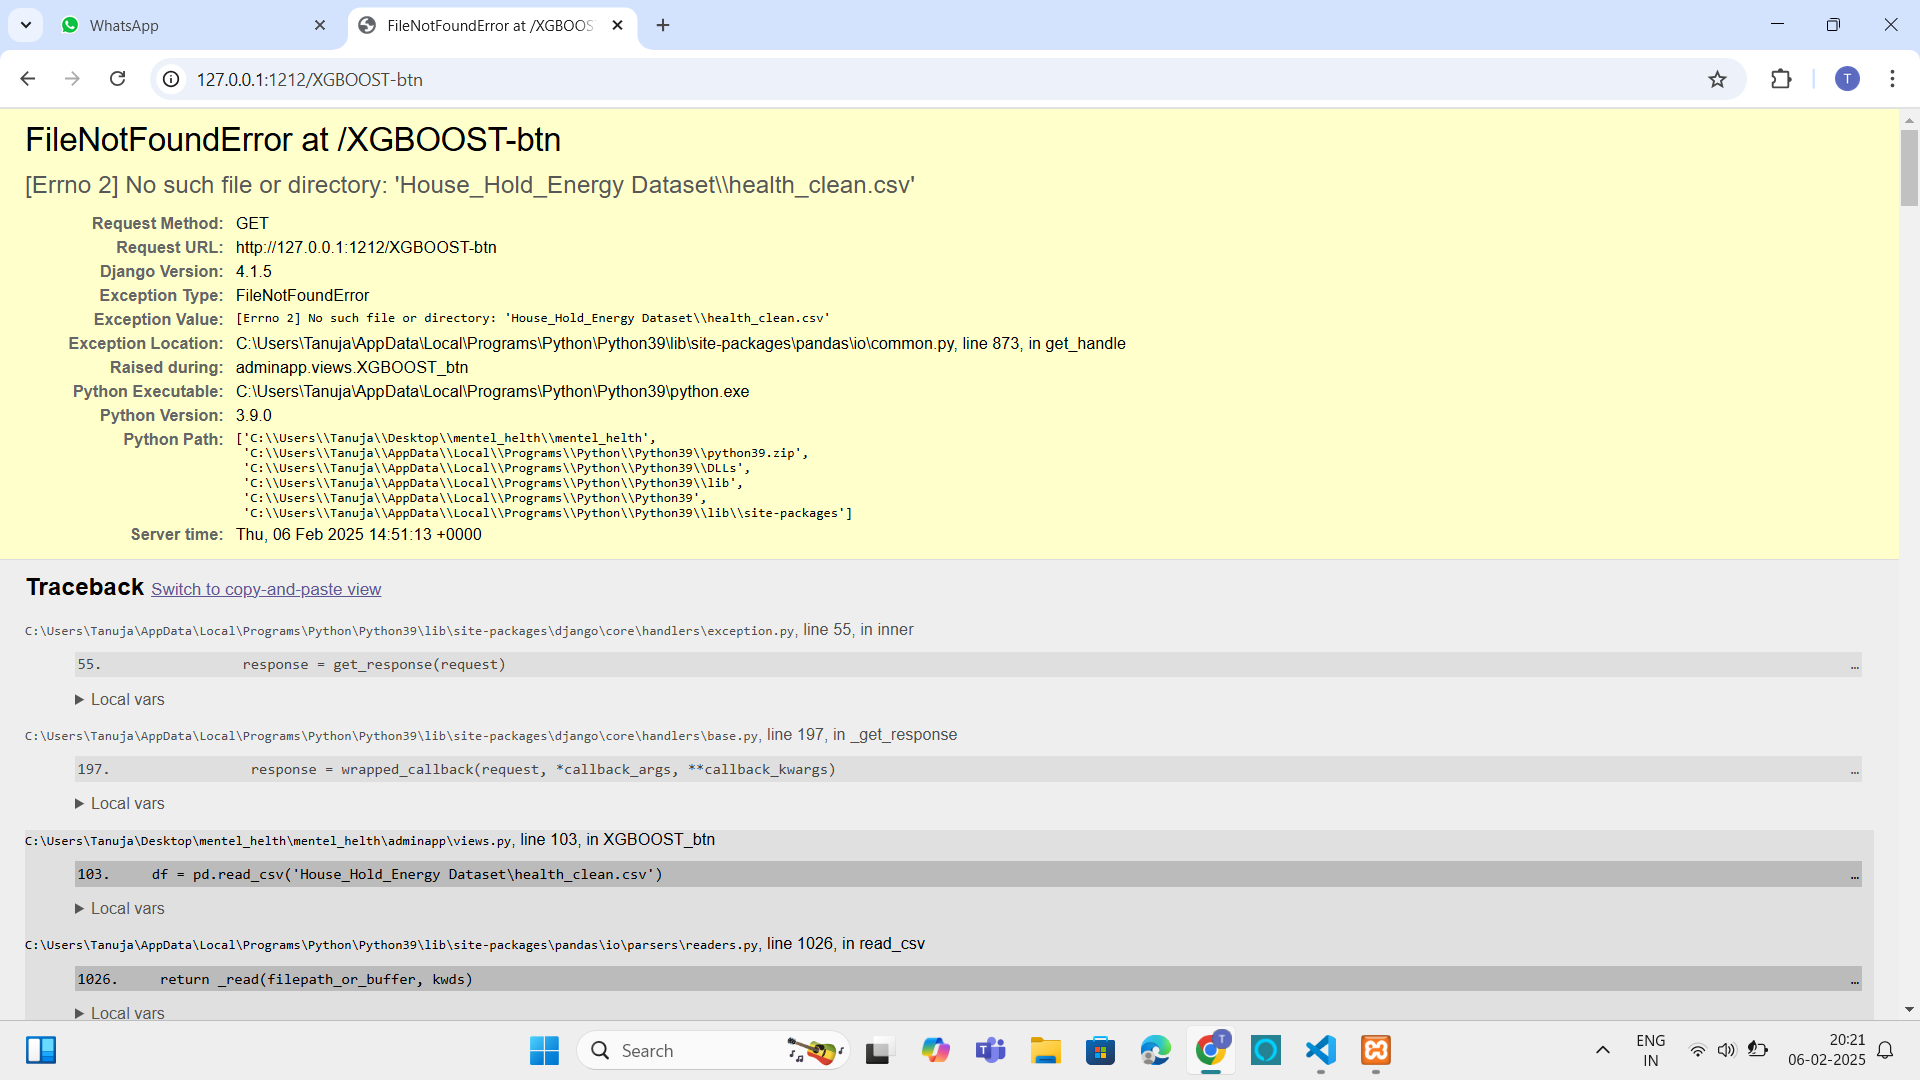 WhatsApp
FileNotFoundError at /XGBOOS
127.0.0.1:1212/XGBOOST-btn
T
FileNotFoundError at /XGBOOST-btn
[Errno 2] No such file or directory: 'House_Hold_Energy Dataset\\health_clean.csv'
Request Method: GET
Request URL: http://127.0.0.1:1212/XGBOOST-btn
Django Version: 4.1.5
Exception Type: FileNotFoundError
Exception Value: [Errno 2] No such file or directory: 'House_Hold_Energy Dataset\\health_clean.csv'
Exception Location: C:\Users\Tanuja\AppData\Local\Programs\Python\Python39\lib\site-packages\pandas\io\common.py, line 873, in get_handle
Raised during: adminapp.views.XGBOOST_btn
Python Executable: C:\Users\Tanuja\AppData\Local\Programs\Python\Python39\python.exe
Python Version: 3.9.0
Python Path: ['C:\\Users\\Tanuja\\Desktop\\mentel_helth\\mentel_helth',
'C:\\Users\\Tanuja\\AppData\\Local\\Programs\\Python\\Python39\\python39.zip',
'C:\\Users\\Tanuja\\AppData\\Local\\Programs\\Python\\Python39\\DLLs',
'C:\\Users\\Tanuja\\AppData\\Local\\Programs\\Python\\Python39\\lib',
'C:\\Users\\Tanuja\\AppData\\Local\\Programs\\Python\\Python39',
'C:\\Users\\Tanuja\\AppData\\Local\\Programs\\Python\\Python39\\lib\\site-packages']
Server time: Thu, 06 Feb 2025 14:51:13 +0000
Traceback Switch to copy-and-paste view
C:\Users\Tanuja\AppData\Local\Programs\Python\Python39\lib\site-packages\django\core\handlers\exception.py, line 55, in inner
55. response = get_response(request) …
Local vars
C:\Users\Tanuja\AppData\Local\Programs\Python\Python39\lib\site-packages\django\core\handlers\base.py, line 197, in _get_response
197. response = wrapped_callback(request, *callback_args, **callback_kwargs) …
Local vars
C:\Users\Tanuja\Desktop\mentel_helth\mentel_helth\adminapp\views.py, line 103, in XGBOOST_btn
103. df = pd.read_csv('House_Hold_Energy Dataset\health_clean.csv') …
Local vars
C:\Users\Tanuja\AppData\Local\Programs\Python\Python39\lib\site-packages\pandas\io\parsers\readers.py, line 1026, in read_csv
1026. return _read(filepath_or_buffer, kwds) …
Local vars
Search
T
ENG
IN
20:21
06-02-2025